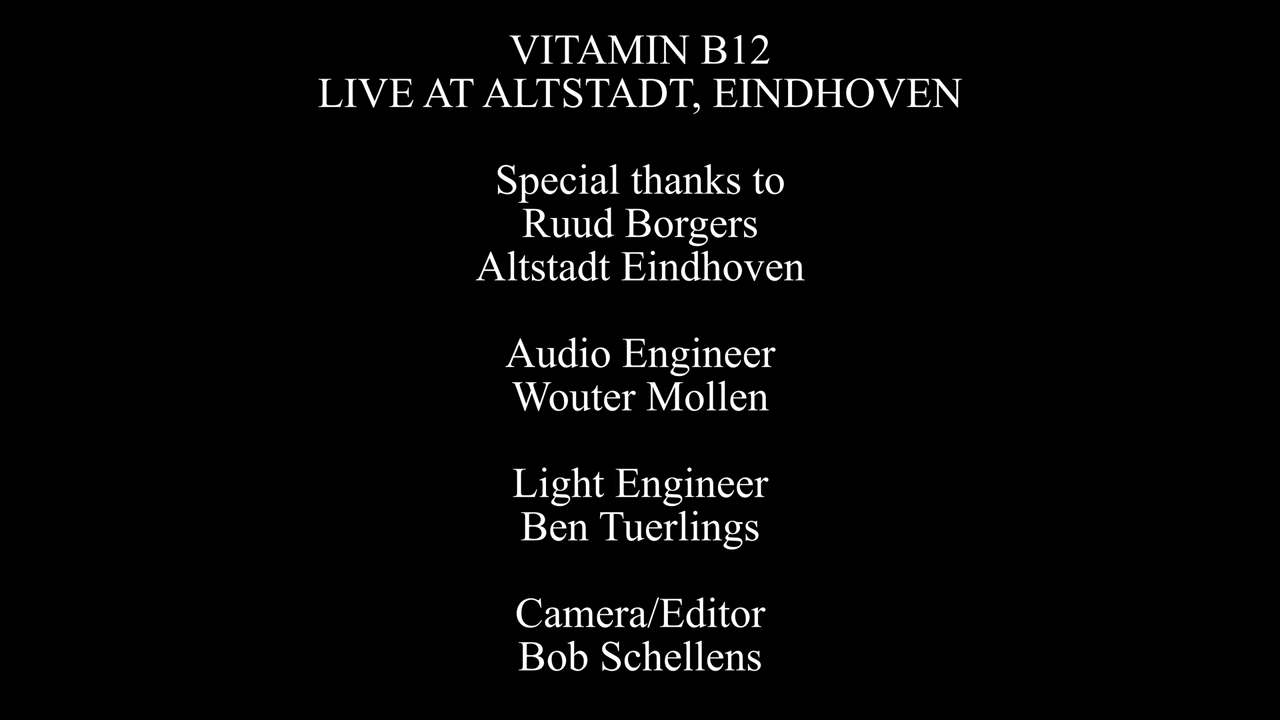 VITAMIN B12
LIVE AT ALTSTADT, EINDHOVEN
Special thanks to
Ruud Borgers
Altstadt Eindhoven
Audio Engineer
Wouter Mollen
Light Engineer
Ben Tuerlings
Camera/Editor
Bob Schellens